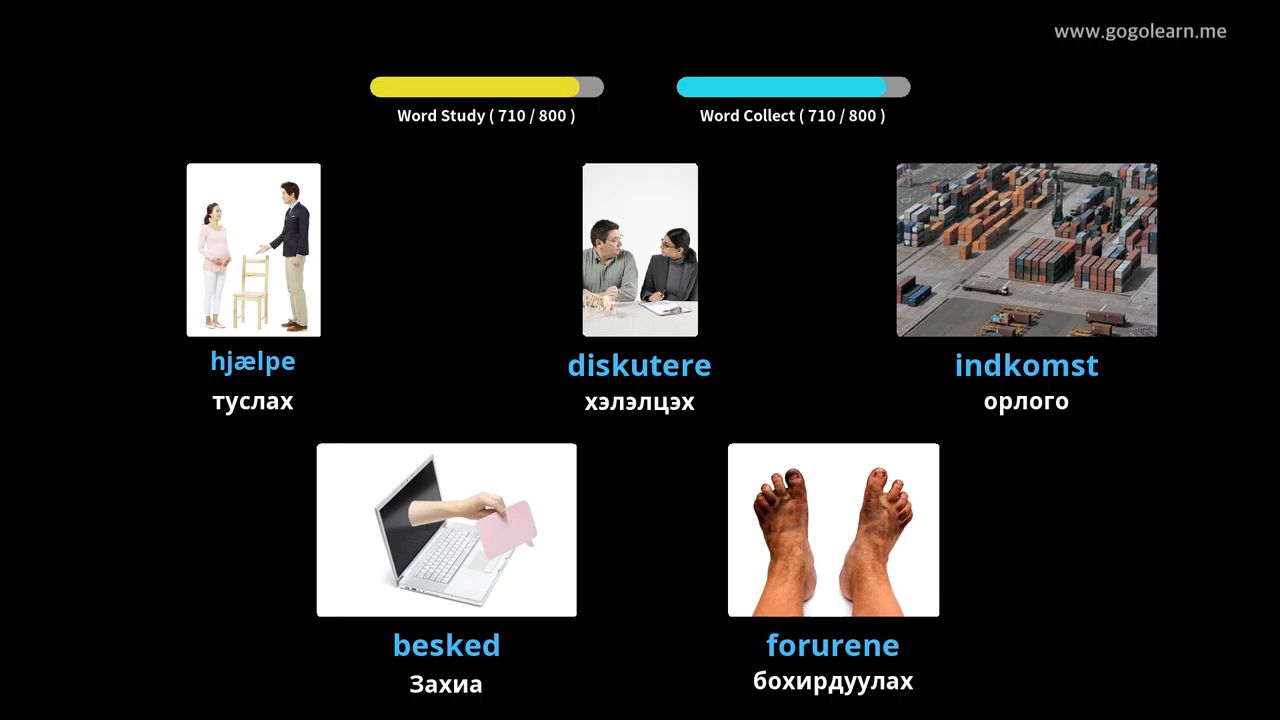 www.gogolearn.me
Word Study ( 710 / 800 )
Word Collect ( 710 / 800 )
hjælpe
туслах
diskutere
хэлэлцэх
indkomst
орлого
besked
Захиа
forurene
бохирдуулах